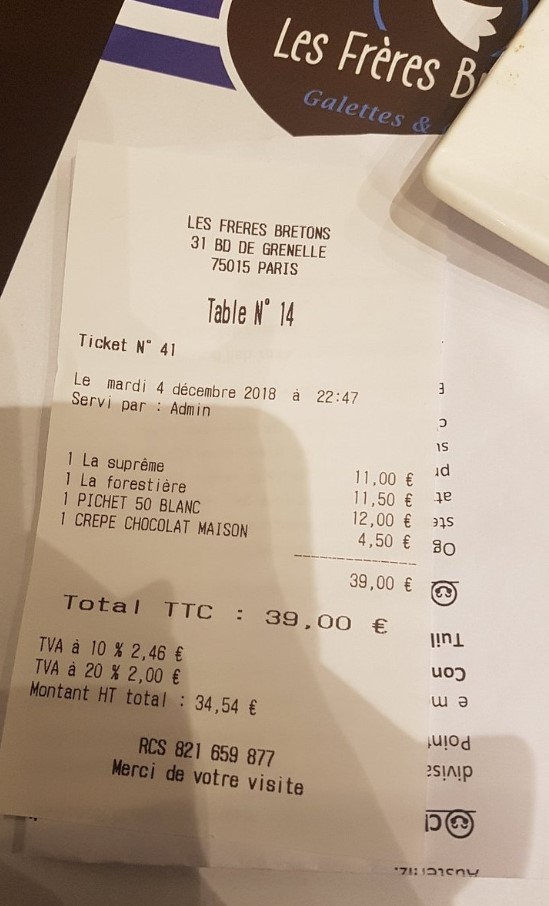 Les Frères
Galettes &
LES FRERES BRETONS
31 BD DE GRENELLE
75015 PARIS
Table N° 14
Ticket N° 41
Le mardi 4 décembre 2018 à 22:47
Servi par : Admin
1 La suprême 11,00 €
1 La forestière 11,50 €
1 PICHET 50 BLANC 12,00 €
1 CREPE CHOCOLAT MAISON 4,50 €
39,00 €
Total TTC : 39,00 €
TVA à 10 % 2,46 €
TVA à 20 % 2,00 €
Montant HT total : 34,54 €
RCS 821 659 877
Merci de votre visite